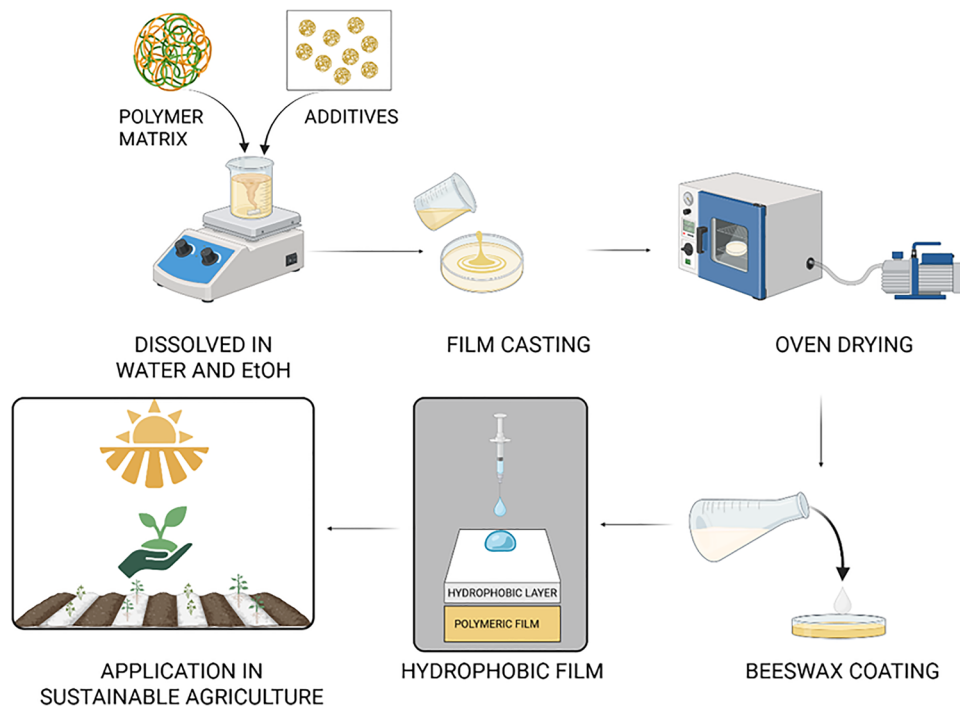 POLYMER
MATRIX
ADDITIVES
DISSOLVED IN
WATER AND EtOH
FILM CASTING
OVEN DRYING
HYDROPHOBIC LAYER
POLYMERIC FILM
APPLICATION IN
SUSTAINABLE AGRICULTURE
HYDROPHOBIC FILM
BEESWAX COATING